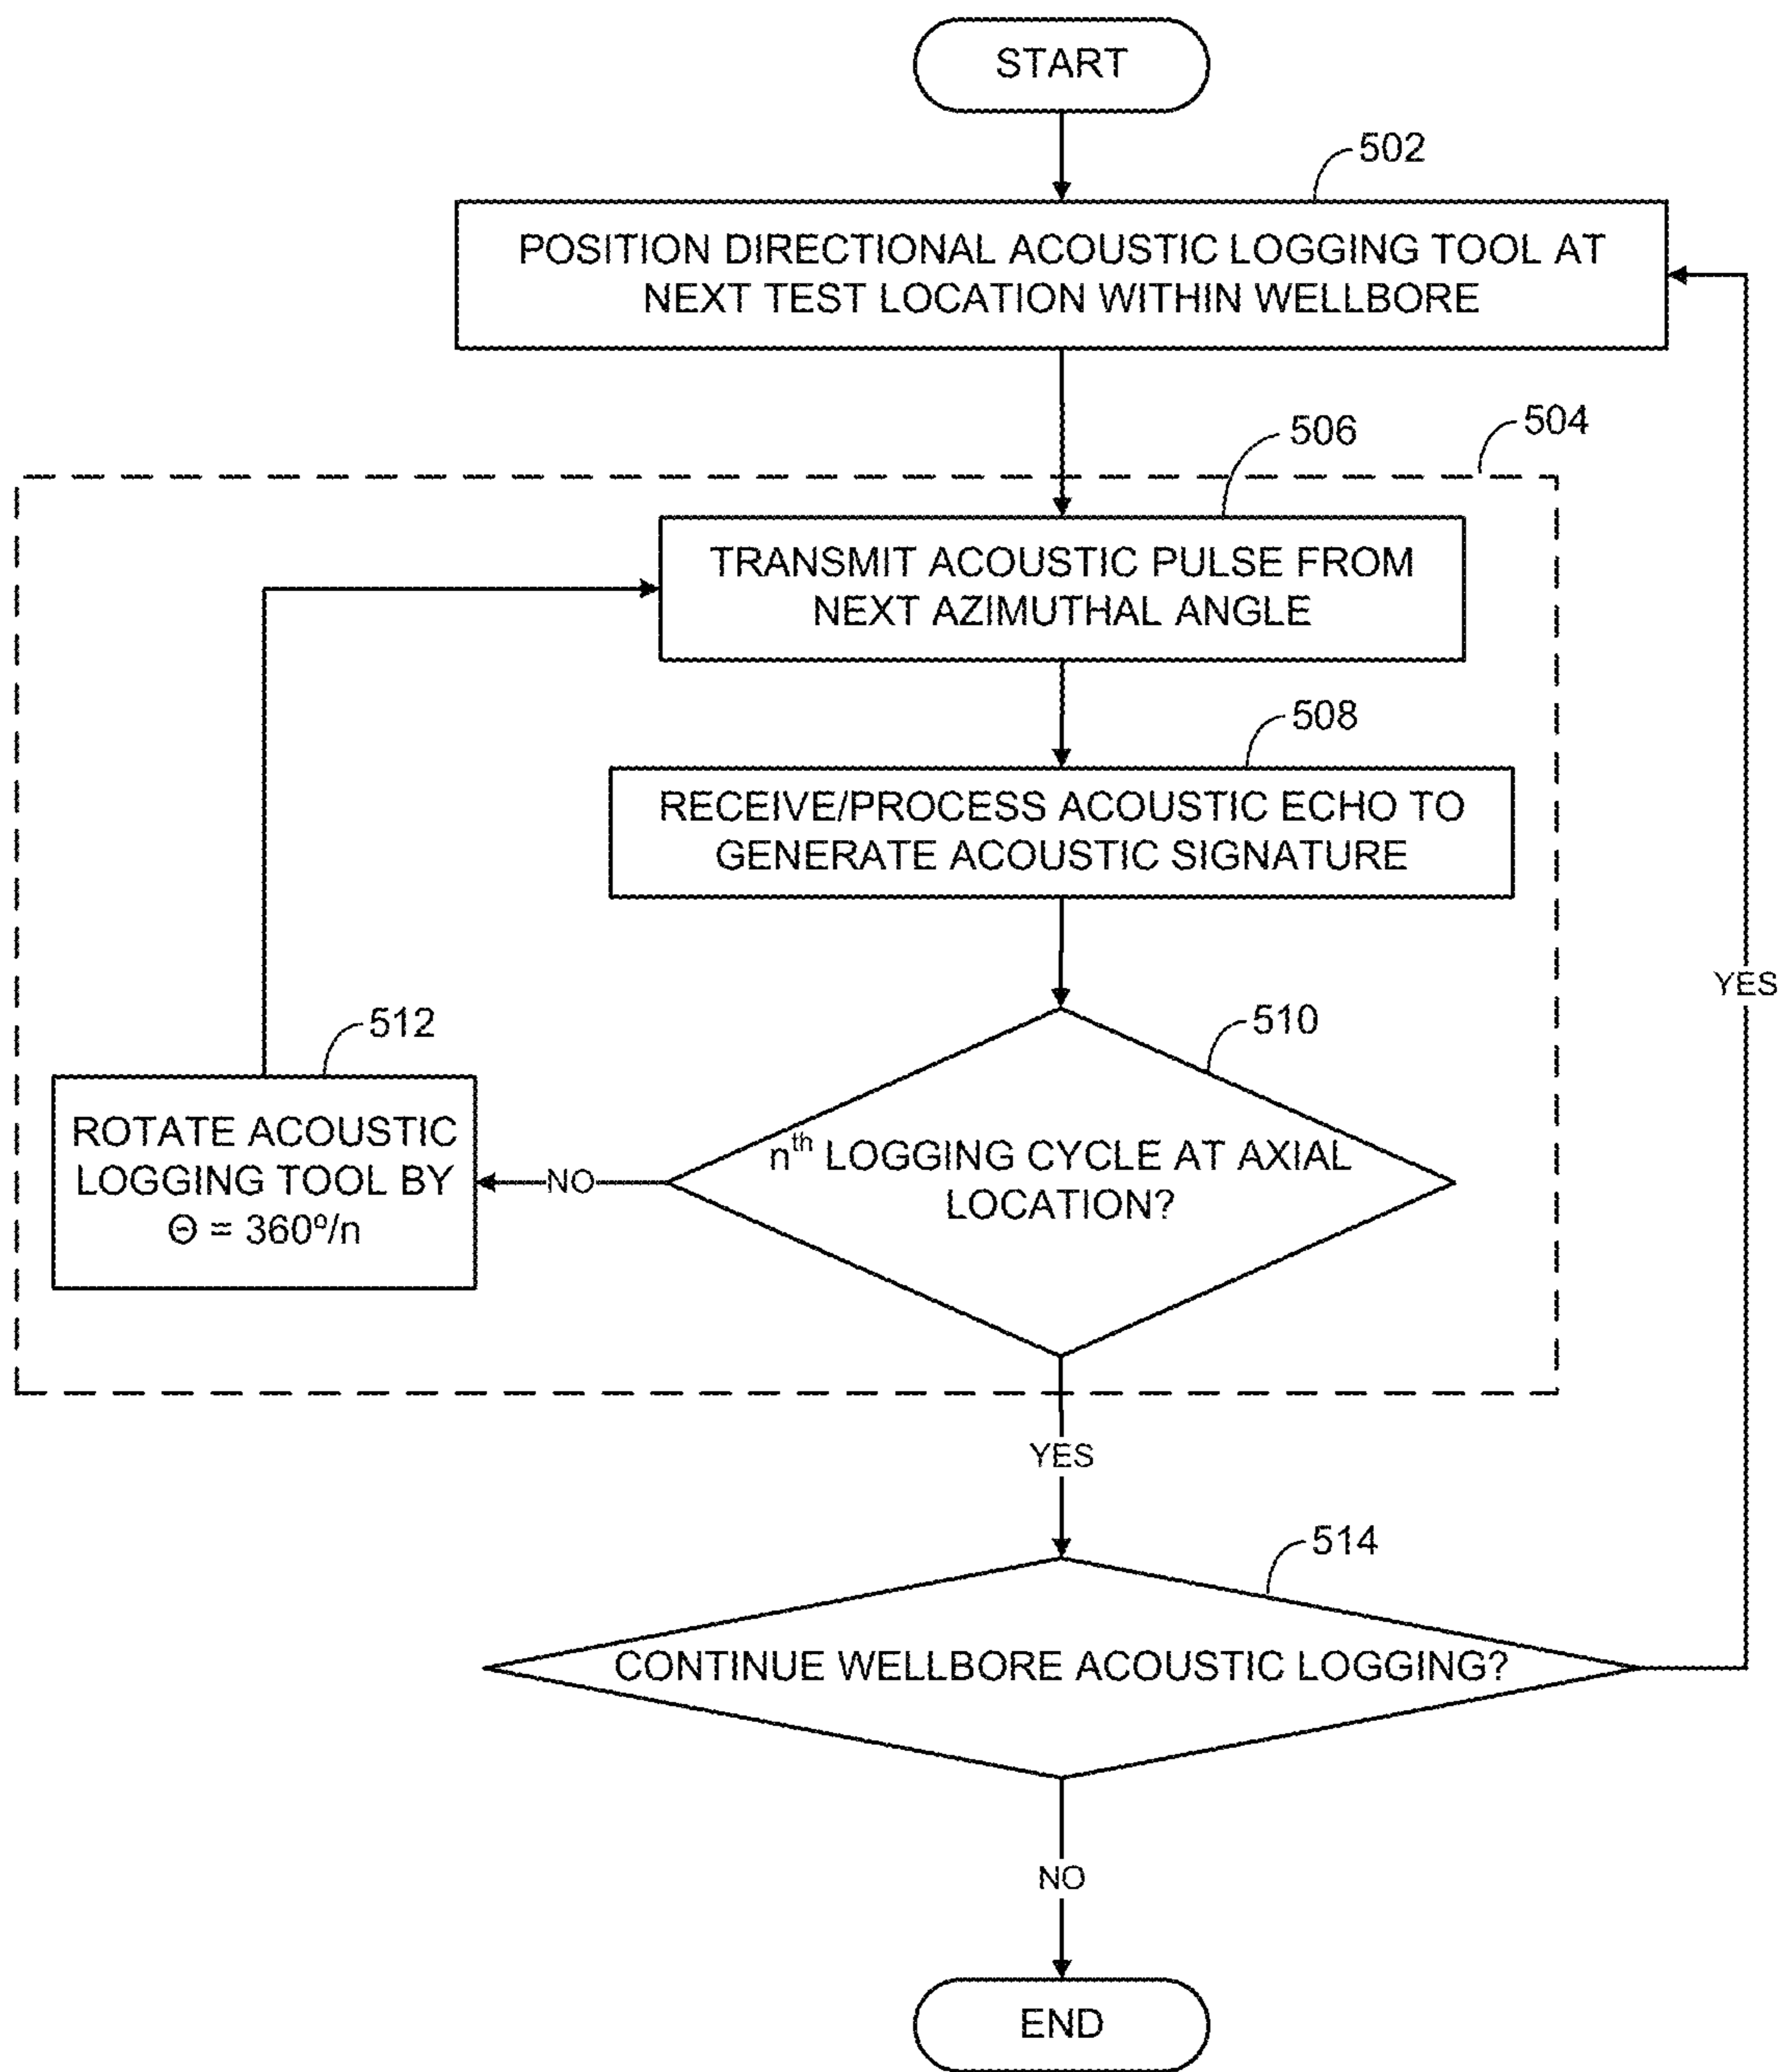 START
502
POSITION DIRECTIONAL ACOUSTIC LOGGING TOOL AT
NEXT TEST LOCATION WITHIN WELLBORE
504
506
TRANSMIT ACOUSTIC PULSE FROM
NEXT AZIMUTHAL ANGLE
508
RECEIVE/PROCESS ACOUSTIC ECHO TO
GENERATE ACOUSTIC SIGNATURE
YES
510
512
nth LOGGING CYCLE AT AXIAL
LOCATION?
NO
ROTATE ACOUSTIC
LOGGING TOOL BY
Θ = 360º/n
YES
514
CONTINUE WELLBORE ACOUSTIC LOGGING?
NO
END